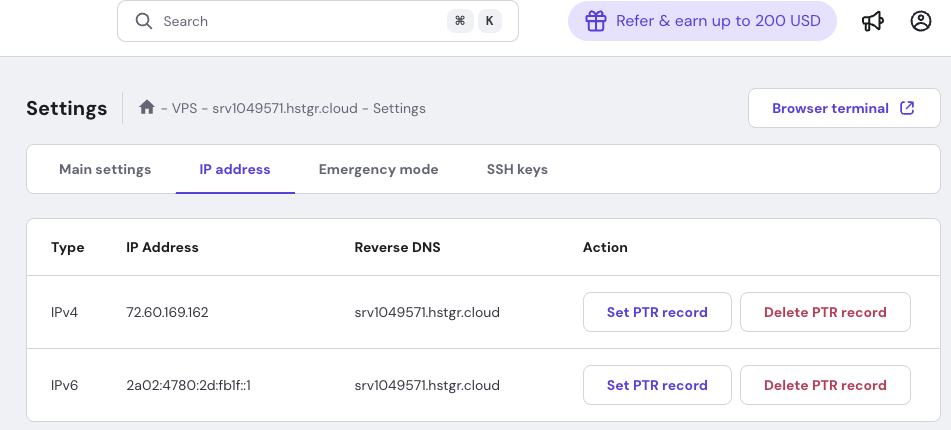 Search ⌘ K Refer & earn up to 200 USD
Settings - VPS - srv1049571.hstgr.cloud - Settings Browser terminal
Main settings IP address Emergency mode SSH keys
Type IP Address Reverse DNS Action
IPv4 72.60.169.162 srv1049571.hstgr.cloud Set PTR record Delete PTR record
IPv6 2a02:4780:2d:fb1f::1 srv1049571.hstgr.cloud Set PTR record Delete PTR record